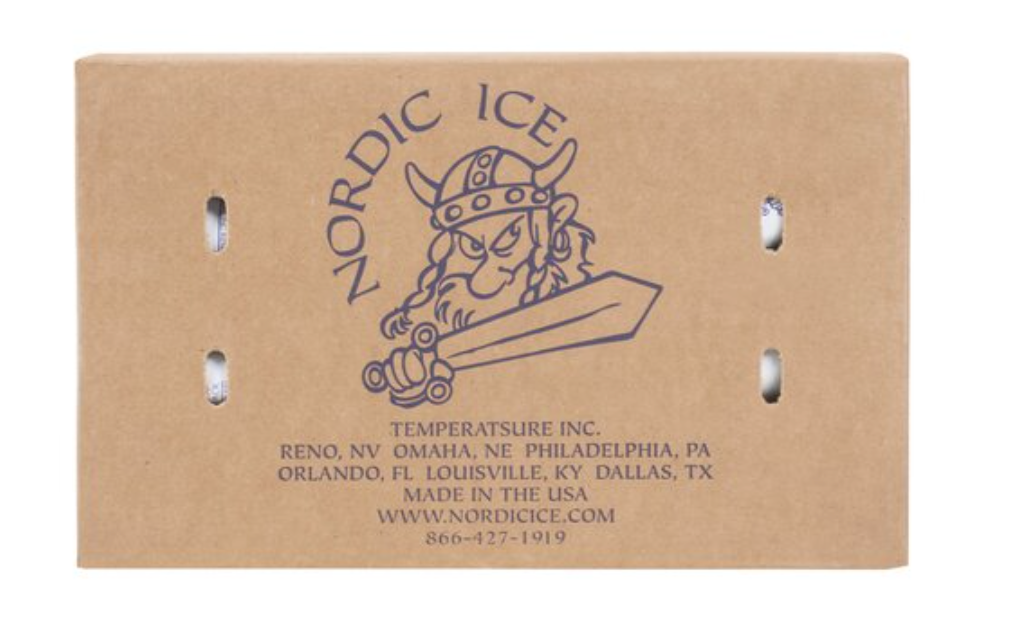 NORDIC ICE
TEMPERATSURE INC.
RENO, NV OMAHA, NE PHILADELPHIA, PA
ORLANDO, FL LOUISVILLE, KY DALLAS, TX
MADE IN THE USA
WWW.NORDICICE.COM
866-427-1919